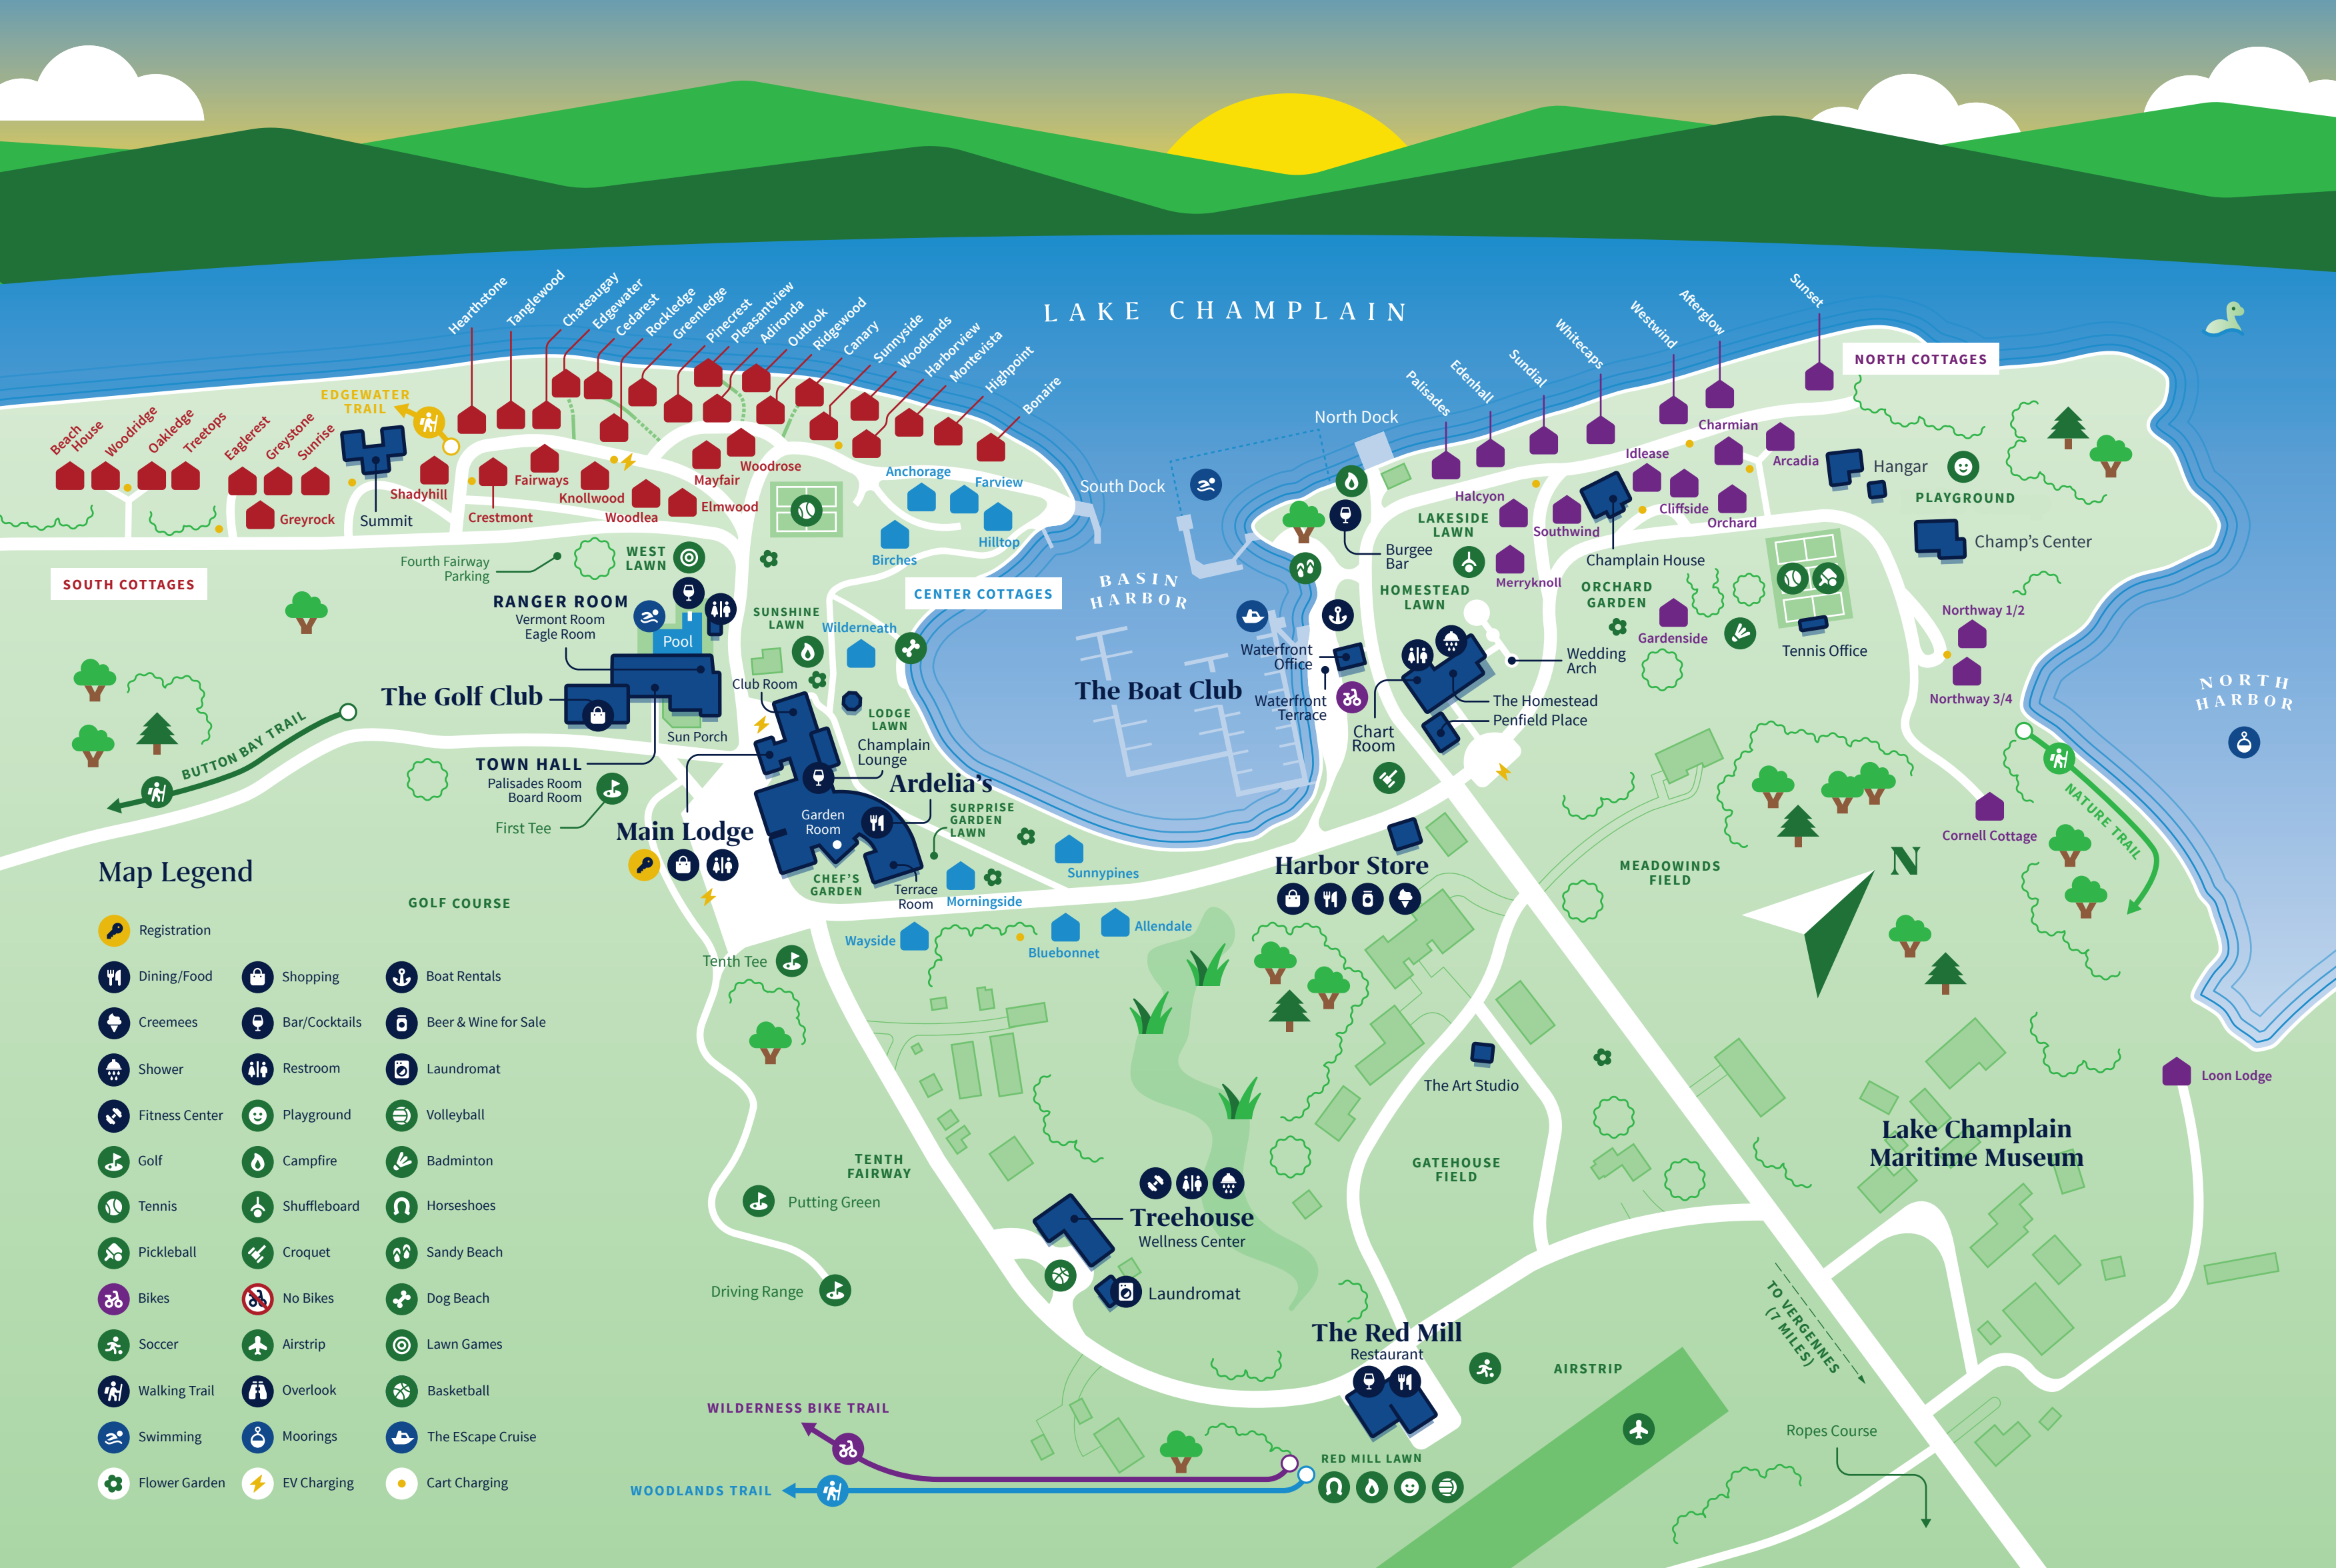 LAKE CHAMPLAIN
Hearthstone
Tanglewood
Chateaugay
Edgewater
Cedarest
Rockledge
Greenledge
Pinecrest
Pleasantview
Adironda
Outlook
Ridgewood
Canary
Sunnyside
Woodlands
Harborview
Montevista
Highpoint
Bonaire
Palisades
Edenhall
Sundial
Whitecaps
Westwind
Afterglow
Sunset
NORTH COTTAGES
EDGEWATER
TRAIL
Beach
House
Woodridge
Oakledge
Treetops
Eaglerest
Greystone
Sunrise
Greyrock
Summit
Shadyhill
Crestmont
Fairways
Knollwood
Woodlea
Elmwood
Mayfair
Woodrose
Anchorage
Farview
Hilltop
Birches
South Dock
North Dock
Halcyon
LAKESIDE
LAWN
Southwind
Merryknoll
Idlease
Charmian
Arcadia
Cliffside
Orchard
Champlain House
Hangar
PLAYGROUND
Champ's Center
SOUTH COTTAGES
Fourth Fairway
Parking
WEST
LAWN
CENTER COTTAGES
BASIN
HARBOR
Burgee
Bar
HOMESTEAD
LAWN
ORCHARD
GARDEN
Gardenside
Tennis Office
Northway 1/2
Northway 3/4
RANGER ROOM
Vermont Room
Eagle Room
Pool
SUNSHINE
LAWN
Wilderneath
The Golf Club
Sun Porch
Club Room
LODGE
LAWN
Champlain
Lounge
The Boat Club
Waterfront
Office
Waterfront
Terrace
Chart
Room
Wedding
Arch
The Homestead
Penfield Place
NORTH
HARBOR
BUTTON BAY TRAIL
TOWN HALL
Palisades Room
Board Room
First Tee
Main Lodge
Garden
Room
Ardelia's
SURPRISE
GARDEN
LAWN
CHEF'S
GARDEN
Terrace
Room
Morningside
Sunnypines
Wayside
Bluebonnet
Allendale
Harbor Store
MEADOWINDS
FIELD
Cornell Cottage
NATURE TRAIL
N
Map Legend
GOLF COURSE
Registration
Dining/Food
Shopping
Boat Rentals
Creemees
Bar/Cocktails
Beer & Wine for Sale
Shower
Restroom
Laundromat
Fitness Center
Playground
Volleyball
Golf
Campfire
Badminton
Tennis
Shuffleboard
Horseshoes
Pickleball
Croquet
Sandy Beach
Bikes
No Bikes
Dog Beach
Soccer
Airstrip
Lawn Games
Walking Trail
Overlook
Basketball
Swimming
Moorings
The EScape Cruise
Flower Garden
EV Charging
Cart Charging
Tenth Tee
TENTH
FAIRWAY
Putting Green
Driving Range
The Art Studio
GATEHOUSE
FIELD
Treehouse
Wellness Center
Laundromat
Loon Lodge
Lake Champlain
Maritime Museum
TO VERGENNES
(7 MILES)
The Red Mill
Restaurant
AIRSTRIP
WILDERNESS BIKE TRAIL
WOODLANDS TRAIL
RED MILL LAWN
Ropes Course